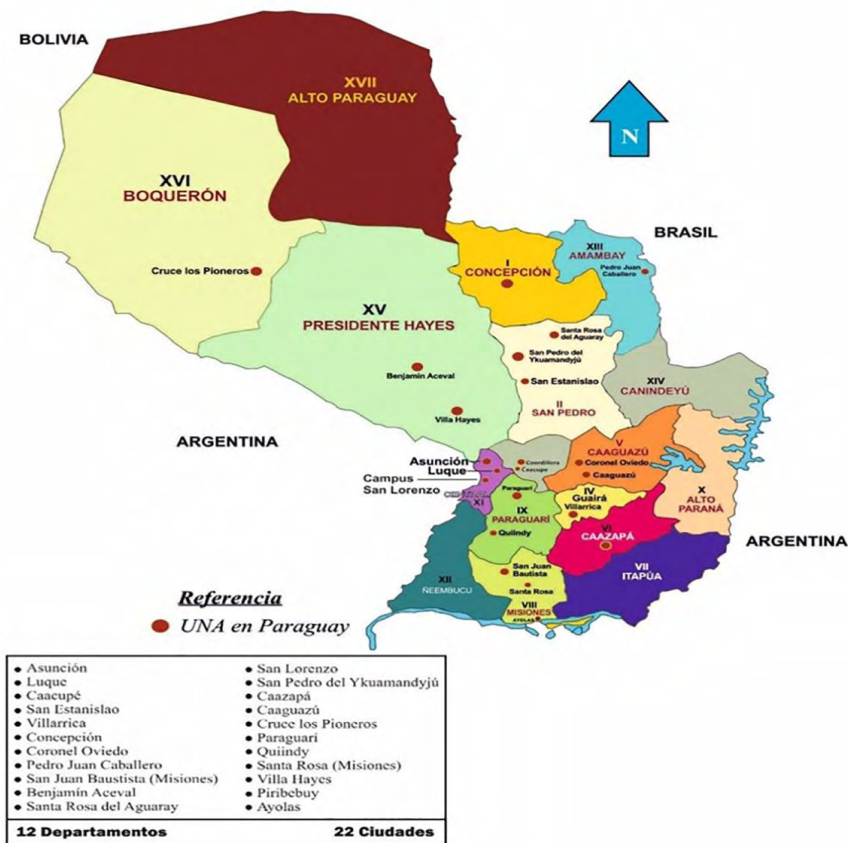 BOLIVIA
XVII
ALTO PARAGUAY
N
XVI
BOQUERÓN
Cruce los Pioneros
BRASIL
XIII
AMAMBAY
Pedro Juan
Caballero
I
CONCEPCIÓN
XV
PRESIDENTE HAYES
Benjamín Aceval
Villa Hayes
Santa Rosa
del Aguaray
San Pedro del
Ykuamandyjú
San Estanislao
II
SAN PEDRO
XIV
CANINDEYÚ
ARGENTINA
Asunción
Luque
Campus
San Lorenzo
CENTRAL
XI
Caacupe
V
CAAGUAZÚ
Coronel Oviedo
Caaguazú
X
ALTO
PARANÁ
Paraguarí
IX
PARAGUARÍ
Quiindy
IV
Guairá
Villarrica
VI
CAAZAPÁ
ARGENTINA
XII
ÑEEMBUCU
San Juan
Bautista
Santa Rosa
VIII
MISIONES
AYOLAS
VII
ITAPÚA
Referencia
UNA en Paraguay
• Asunción
• Luque
• Caacupé
• San Estanislao
• Villarrica
• Concepción
• Coronel Oviedo
• Pedro Juan Caballero
• San Juan Baustista (Misiones)
• Benjamín Aceval
• Santa Rosa del Aguaray
• San Lorenzo
• San Pedro del Ykuamandyjú
• Caazapá
• Caaguazú
• Cruce los Pioneros
• Paraguarí
• Quiindy
• Santa Rosa (Misiones)
• Villa Hayes
• Piribebuy
• Ayolas
12 Departamentos
22 Ciudades